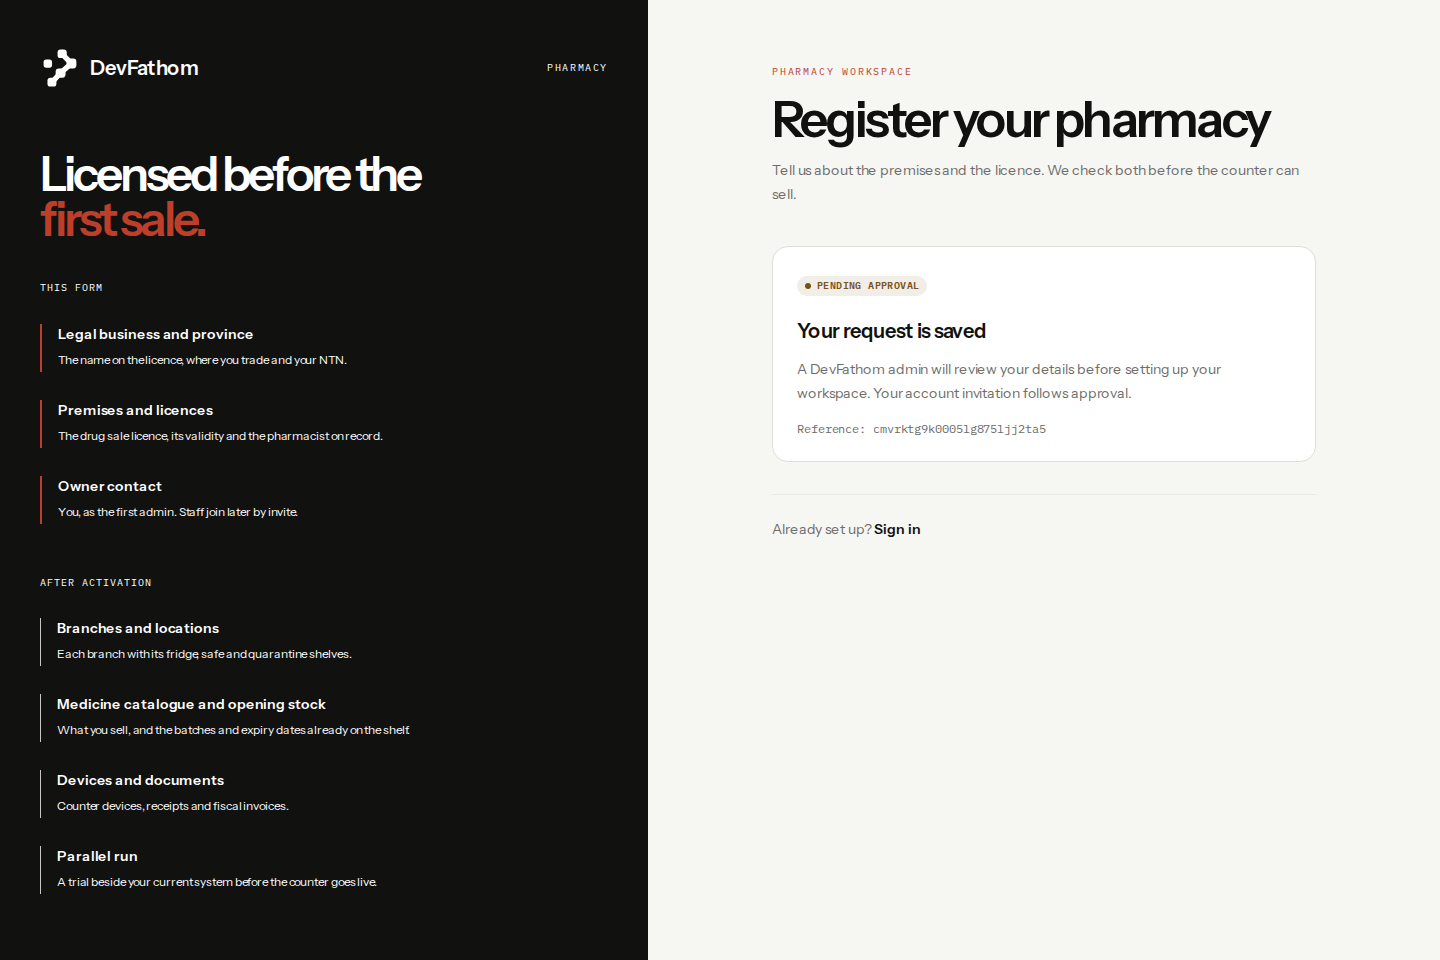 DevFathom
PHARMACY
Licensed before the
first sale.
THIS FORM
Legal business and province
The name on the licence, where you trade and your NTN.
Premises and licences
The drug sale licence, its validity and the pharmacist on record.
Owner contact
You, as the first admin. Staff join later by invite.
AFTER ACTIVATION
Branches and locations
Each branch with its fridge, safe and quarantine shelves.
Medicine catalogue and opening stock
What you sell, and the batches and expiry dates already on the shelf.
Devices and documents
Counter devices, receipts and fiscal invoices.
Parallel run
A trial beside your current system before the counter goes live.
PHARMACY WORKSPACE
Register your pharmacy
Tell us about the premises and the licence. We check both before the counter can
sell.
PENDING APPROVAL
Your request is saved
A DevFathom admin will review your details before setting up your
workspace. Your account invitation follows approval.
Reference: cmvrktg9k0005lg875ljj2ta5
Already set up? Sign in